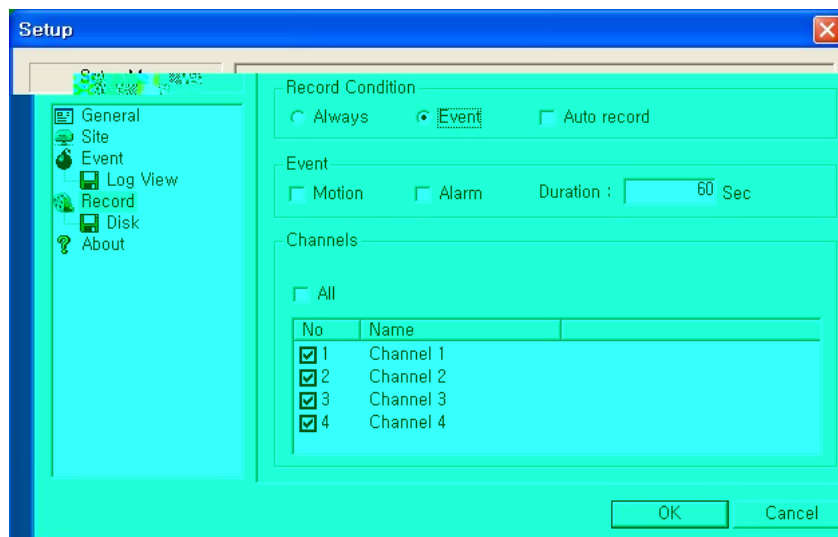 Setup
General
Site
Event
Log View
Record
Disk
About
Record Condition
Always Event Auto record
Event
Motion Alarm Duration : 60 Sec
Channels
All
No Name
1 Channel 1
2 Channel 2
3 Channel 3
4 Channel 4
OK Cancel